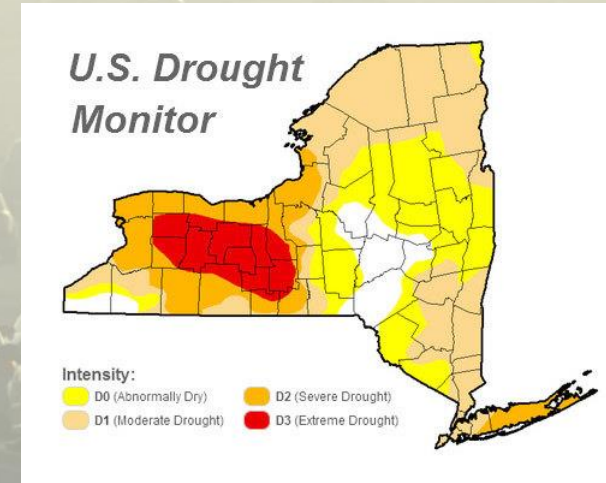 U.S. Drought
Monitor
Intensity:
D0 (Abnormally Dry)
D2 (Severe Drought)
D1 (Moderate Drought)
D3 (Extreme Drought)